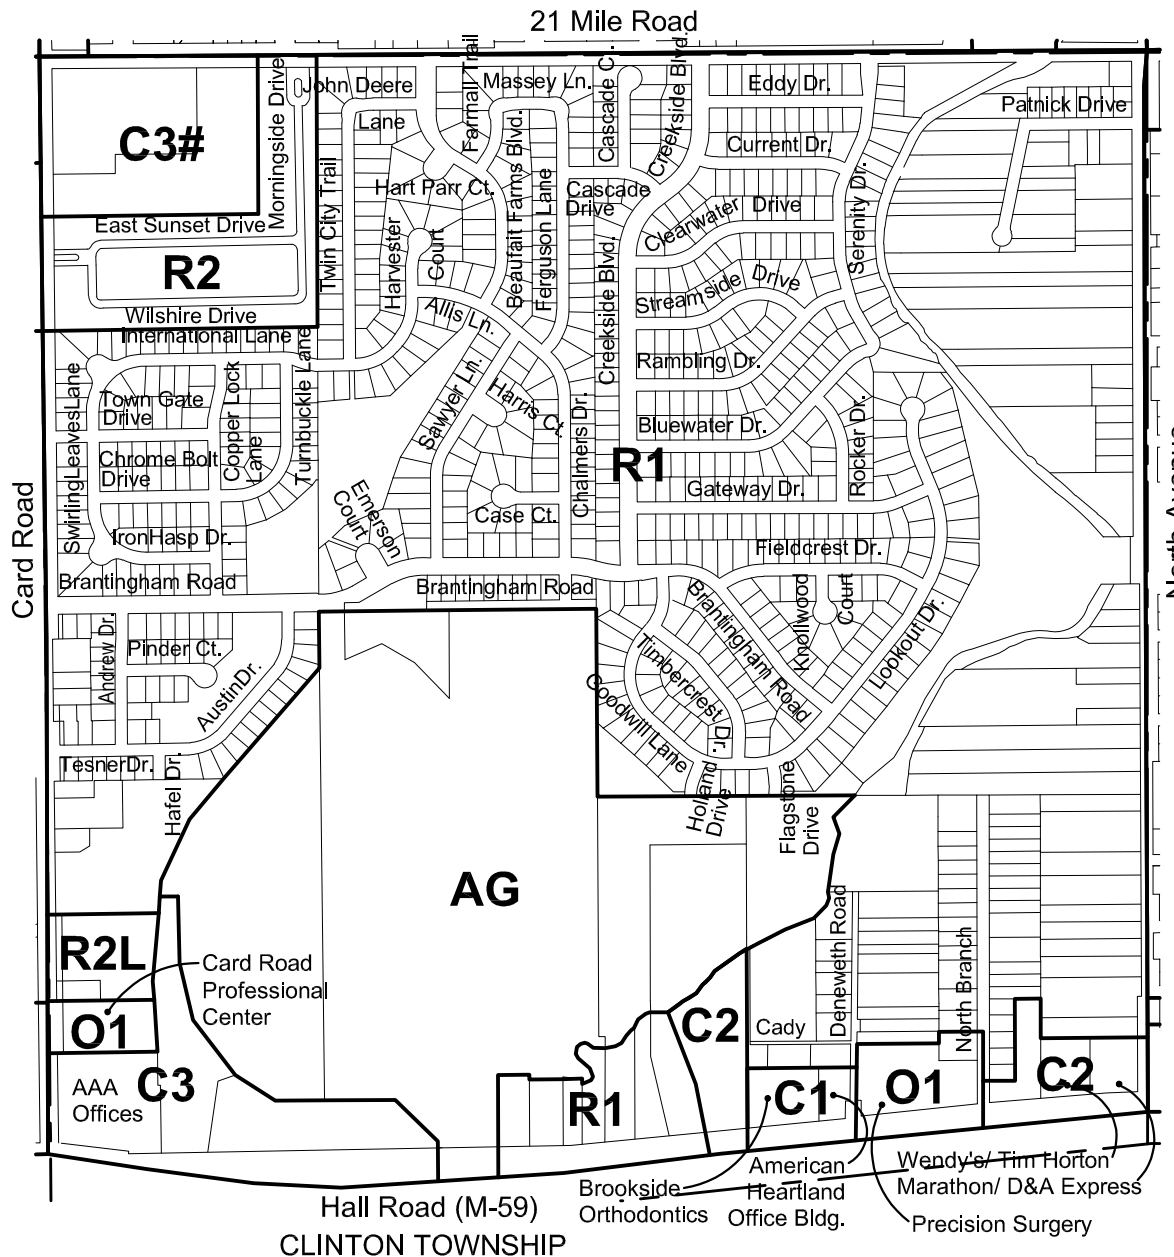 21 Mile Road
Morningside Drive
John Deere
Lane
Farmall Trail
Massey Ln.
Cascade C.
Creekside Blvd.
Eddy Dr.
Patnick Drive
C3#
Current Dr.
Twin City Trail
Hart Parr Ct.
Beaufait Farms Blvd.
Ferguson Lane
Cascade
Drive
Clearwater Drive
Serenity Dr.
East Sunset Drive
R2
Harvester
Court
Creekside Blvd.
Streamside Drive
Wilshire Drive
International Lane
Allis Ln.
Rambling Dr.
SwirlingLeavesLane
Town Gate
Drive
Copper Lock
Lane
Turnbuckle Lane
Sawyer Ln.
Harris Ct.
Chalmers Dr.
Bluewater Dr.
Rocker Dr.
Chrome Bolt
Drive
R1
Gateway Dr.
Emerson
Court
Case Ct.
IronHasp Dr.
Fieldcrest Dr.
Card Road
North Avenue
Brantingham Road
Brantingham Road
Brantingham Road
Knollwood
Court
Lookout Dr.
Andrew Dr.
Pinder Ct.
AustinDr.
Timbercrest Dr.
Goodwill Lane
TesnerDr.
Hafel Dr.
Holland
Drive
Flagstone
Drive
AG
Deneweth Road
North Branch
R2L
Card Road
Professional
Center
O1
C2
Cady
AAA
Offices
C3
R1
C1
O1
C2
Brookside
Orthodontics
American
Heartland
Office Bldg.
Wendy's/ Tim Horton
Marathon/ D&A Express
Precision Surgery
Hall Road (M-59)
CLINTON TOWNSHIP